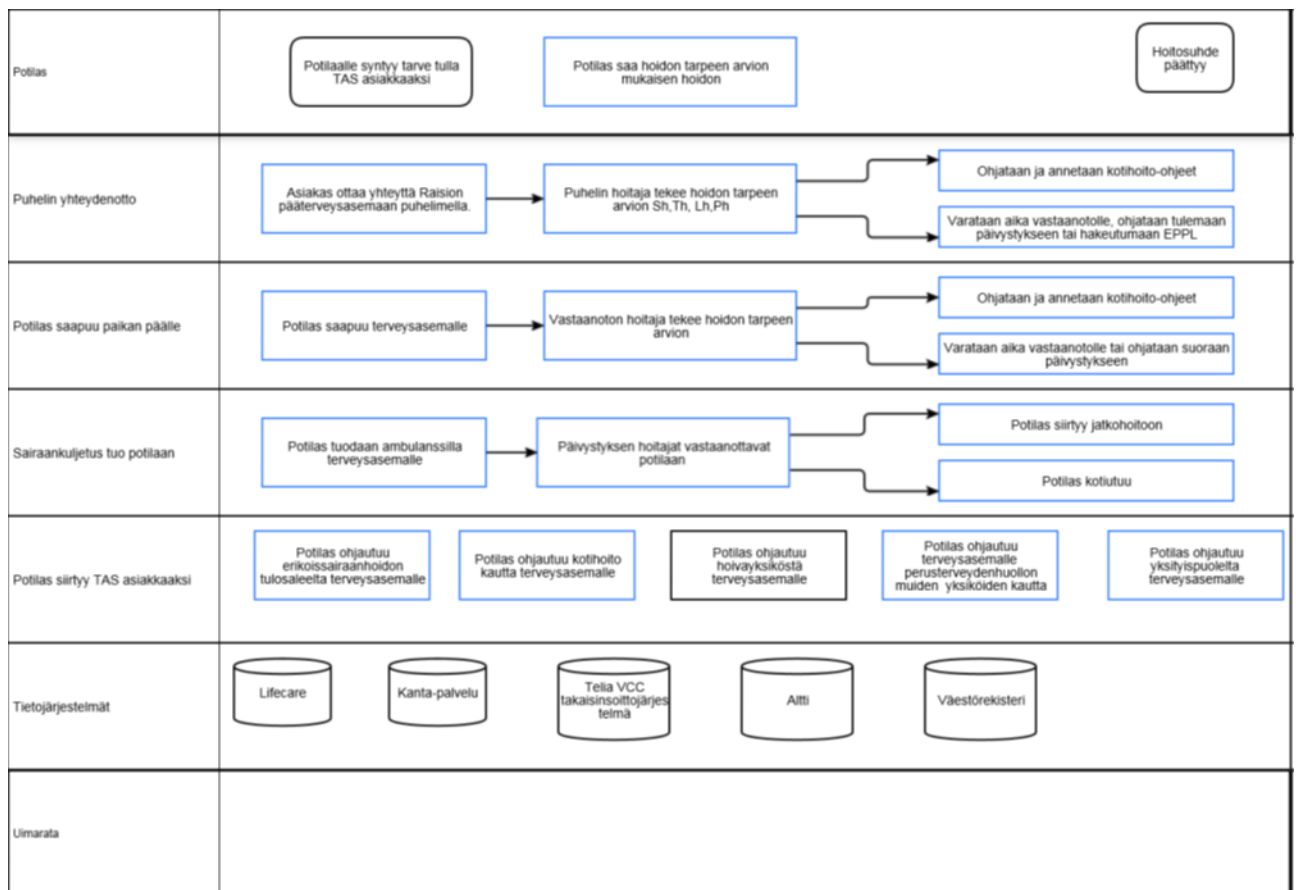 Potilas
Potilaalle syntyy tarve tulla
TAS asiakkaaksi
Potilas saa hoidon tarpeen arvion
mukaisen hoidon
Hoitosuhde
päättyy
Puhelin yhteydenotto
Asiakas ottaa yhteyttä Raision
pääterveysasemaan puhelimella.
Puhelin hoitaja tekee hoidon tarpeen
arvion Sh,Th, Lh,Ph
Ohjataan ja annetaan kotihoito-ohjeet
Varataan aika vastaanotolle, ohjataan tulemaan
päivystykseen tai hakeutumaan EPPL
Potilas saapuu paikan päälle
Potilas saapuu terveysasemalle
Vastaanoton hoitaja tekee hoidon tarpeen
arvion
Ohjataan ja annetaan kotihoito-ohjeet
Varataan aika vastaanotolle tai ohjataan suoraan
päivystykseen
Sairaankuljetus tuo potilaan
Potilas tuodaan ambulanssilla
terveysasemalle
Päivystyksen hoitajat vastaanottavat
potilaan
Potilas siirtyy jatkohoitoon
Potilas kotiutuu
Potilas siirtyy TAS asiakkaaksi
Potilas ohjautuu
erikoissairaanhoidon
tulosaleelta terveysasemalle
Potilas ohjautuu kotihoito
kautta terveysasemalle
Potilas ohjautuu
hoivayksiköstä
terveysasemalle
Potilas ohjautuu
terveysasemalle
perusterveydenhuollon
muiden yksiköiden kautta
Potilas ohjautuu
yksityispuolelta
terveysasemalle
Tietojärjestelmät
Lifecare
Kanta-palvelu
Telia VCC
takaisinsoittojärjes
telmä
Altti
Väestörekisteri
Uimarata